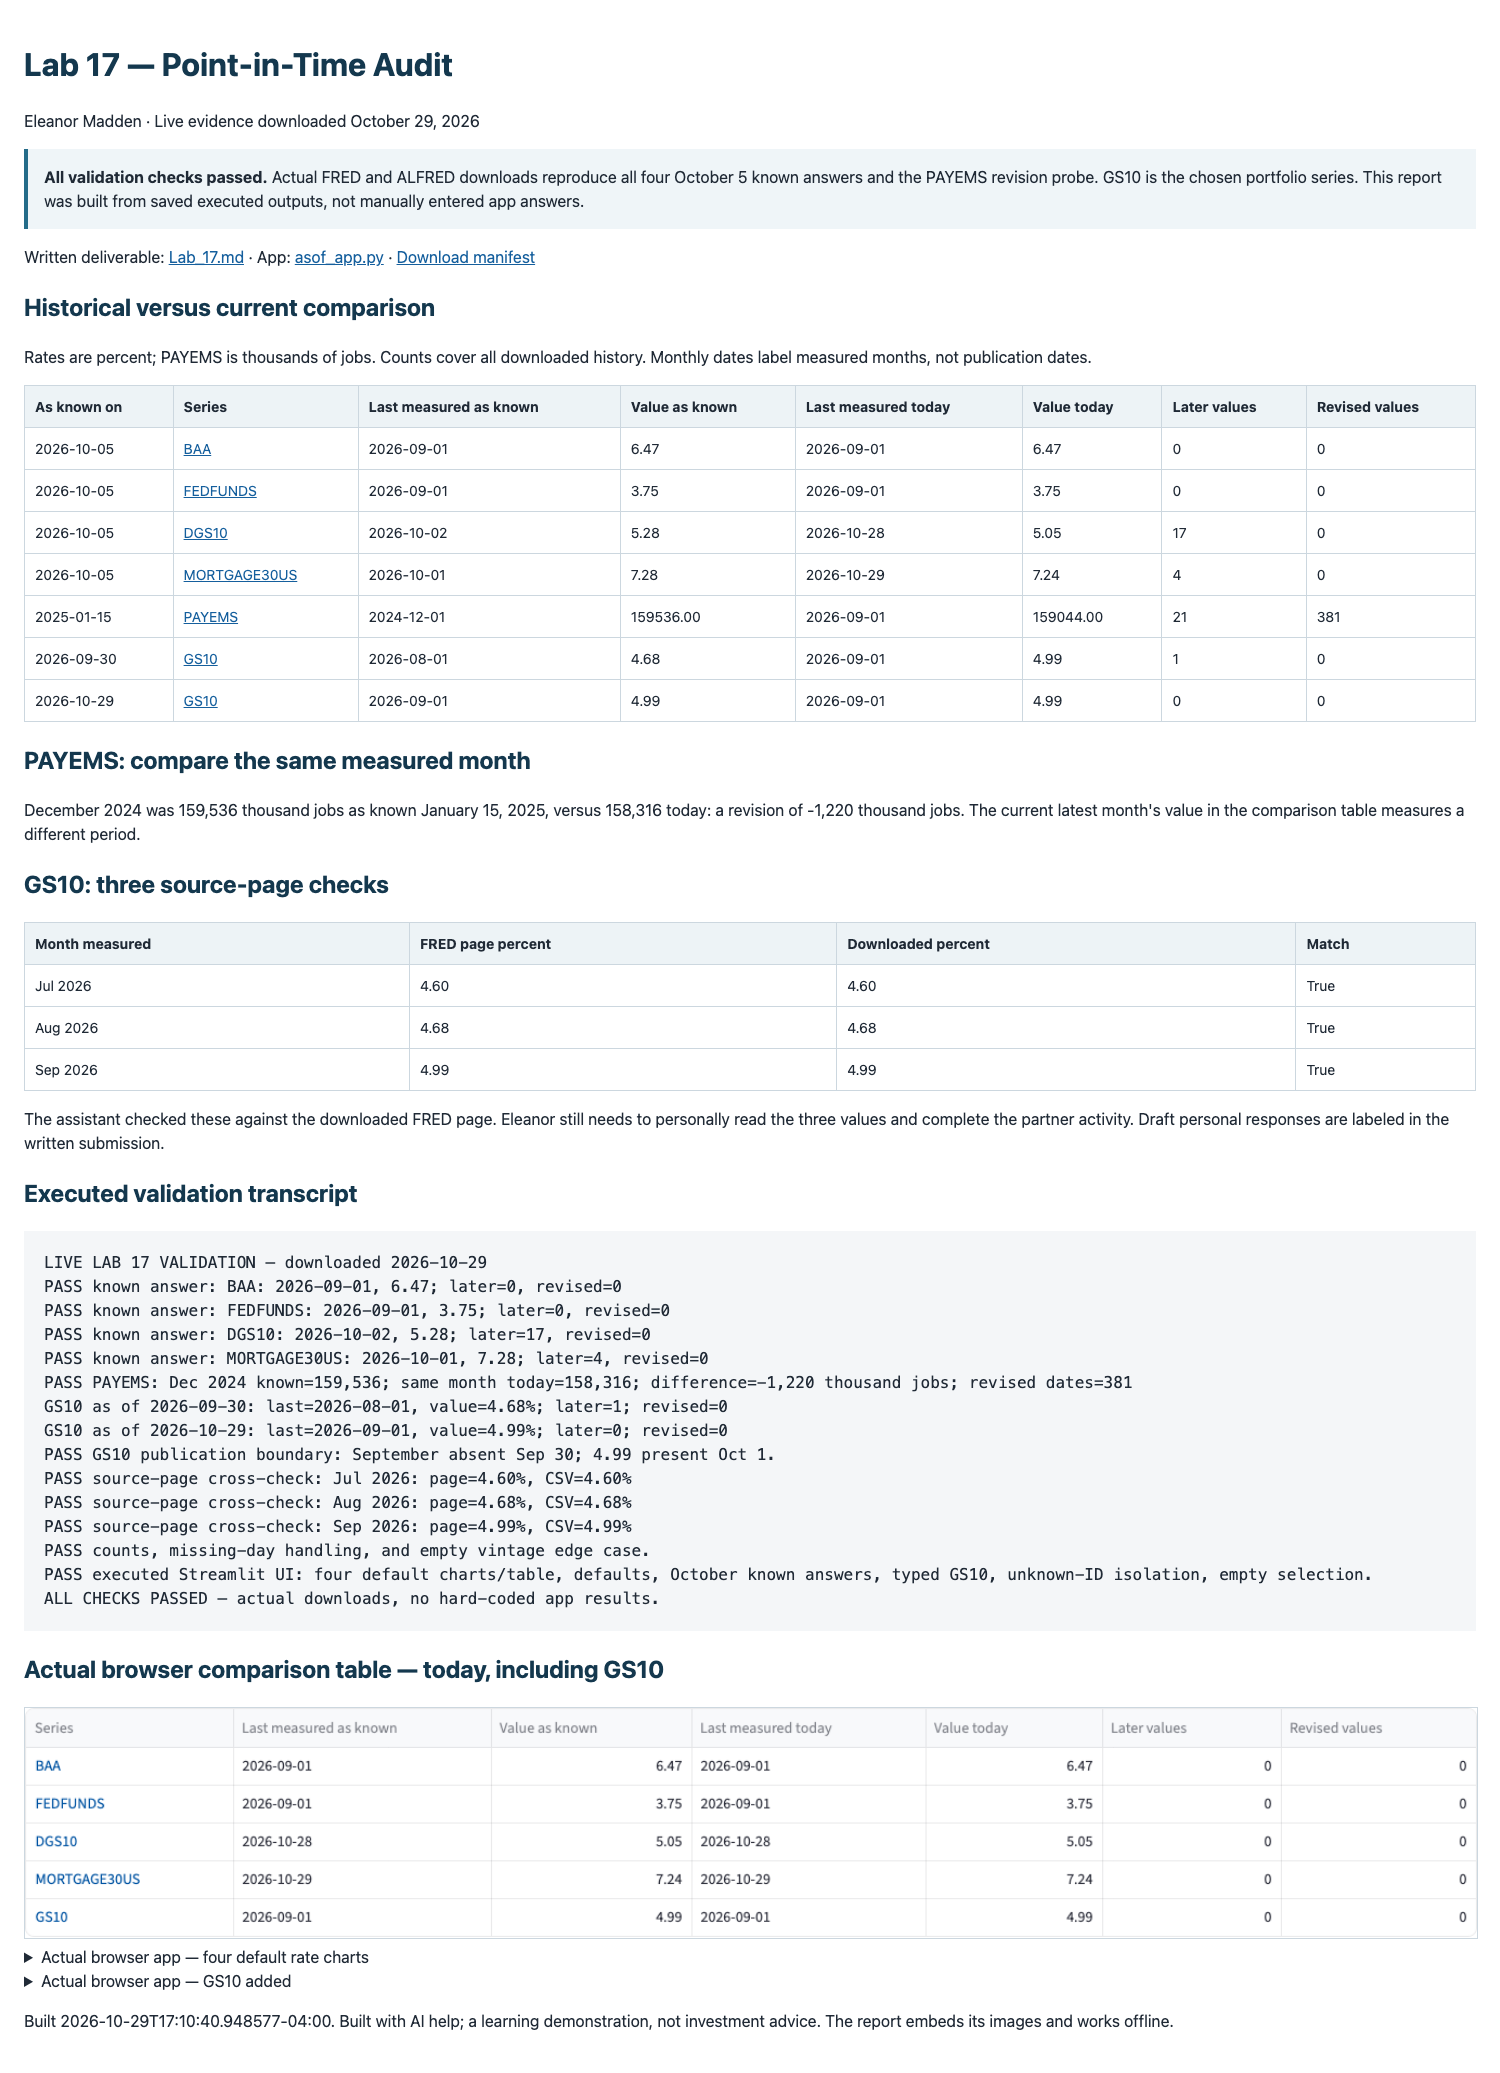 Lab 17 — Point-in-Time Audit
Eleanor Madden · Live evidence downloaded October 29, 2026
All validation checks passed. Actual FRED and ALFRED downloads reproduce all four October 5 known answers and the PAYEMS revision probe. GS10 is the chosen portfolio series. This report
was built from saved executed outputs, not manually entered app answers.
Written deliverable: Lab_17.md · App: asof_app.py · Download manifest
Historical versus current comparison
Rates are percent; PAYEMS is thousands of jobs. Counts cover all downloaded history. Monthly dates label measured months, not publication dates.
As known on Series Last measured as known Value as known Last measured today Value today Later values Revised values
2026-10-05 BAA 2026-09-01 6.47 2026-09-01 6.47 0 0
2026-10-05 FEDFUNDS 2026-09-01 3.75 2026-09-01 3.75 0 0
2026-10-05 DGS10 2026-10-02 5.28 2026-10-28 5.05 17 0
2026-10-05 MORTGAGE30US 2026-10-01 7.28 2026-10-29 7.24 4 0
2025-01-15 PAYEMS 2024-12-01 159536.00 2026-09-01 159044.00 21 381
2026-09-30 GS10 2026-08-01 4.68 2026-09-01 4.99 1 0
2026-10-29 GS10 2026-09-01 4.99 2026-09-01 4.99 0 0
PAYEMS: compare the same measured month
December 2024 was 159,536 thousand jobs as known January 15, 2025, versus 158,316 today: a revision of -1,220 thousand jobs. The current latest month's value in the comparison table measures a
different period.
GS10: three source-page checks
Month measured FRED page percent Downloaded percent Match
Jul 2026 4.60 4.60 True
Aug 2026 4.68 4.68 True
Sep 2026 4.99 4.99 True
The assistant checked these against the downloaded FRED page. Eleanor still needs to personally read the three values and complete the partner activity. Draft personal responses are labeled in the
written submission.
Executed validation transcript
LIVE LAB 17 VALIDATION — downloaded 2026-10-29
PASS known answer: BAA: 2026-09-01, 6.47; later=0, revised=0
PASS known answer: FEDFUNDS: 2026-09-01, 3.75; later=0, revised=0
PASS known answer: DGS10: 2026-10-02, 5.28; later=17, revised=0
PASS known answer: MORTGAGE30US: 2026-10-01, 7.28; later=4, revised=0
PASS PAYEMS: Dec 2024 known=159,536; same month today=158,316; difference=-1,220 thousand jobs; revised dates=381
GS10 as of 2026-09-30: last=2026-08-01, value=4.68%; later=1; revised=0
GS10 as of 2026-10-29: last=2026-09-01, value=4.99%; later=0; revised=0
PASS GS10 publication boundary: September absent Sep 30; 4.99 present Oct 1.
PASS source-page cross-check: Jul 2026: page=4.60%, CSV=4.60%
PASS source-page cross-check: Aug 2026: page=4.68%, CSV=4.68%
PASS source-page cross-check: Sep 2026: page=4.99%, CSV=4.99%
PASS counts, missing-day handling, and empty vintage edge case.
PASS executed Streamlit UI: four default charts/table, defaults, October known answers, typed GS10, unknown-ID isolation, empty selection.
ALL CHECKS PASSED — actual downloads, no hard-coded app results.
Actual browser comparison table — today, including GS10
Series Last measured as known Value as known Last measured today Value today Later values Revised values
BAA 2026-09-01 6.47 2026-09-01 6.47 0 0
FEDFUNDS 2026-09-01 3.75 2026-09-01 3.75 0 0
DGS10 2026-10-28 5.05 2026-10-28 5.05 0 0
MORTGAGE30US 2026-10-29 7.24 2026-10-29 7.24 0 0
GS10 2026-09-01 4.99 2026-09-01 4.99 0 0
Actual browser app — four default rate charts
Actual browser app — GS10 added
Built 2026-10-29T17:10:40.948577-04:00. Built with AI help; a learning demonstration, not investment advice. The report embeds its images and works offline.